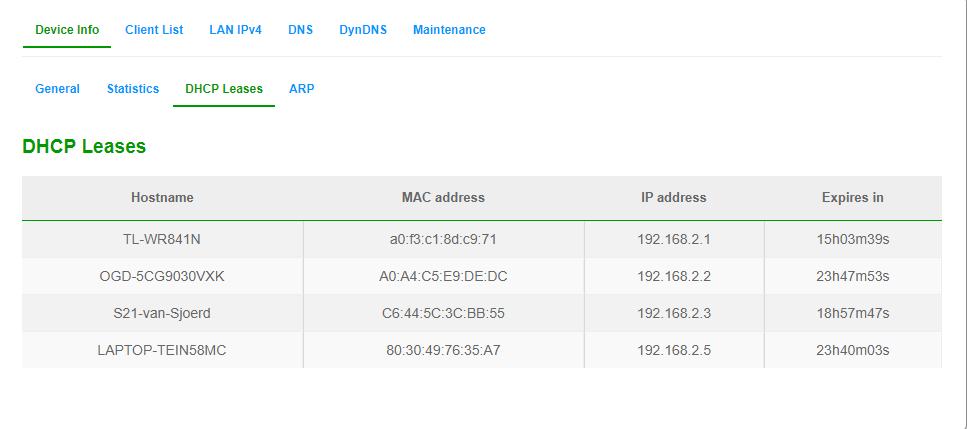 Device Info Client List LAN IPv4 DNS DynDNS Maintenance
General Statistics DHCP Leases ARP
DHCP Leases
Hostname MAC address IP address Expires in
TL-WR841N a0:f3:c1:8d:c9:71 192.168.2.1 15h03m39s
OGD-5CG9030VXK A0:A4:C5:E9:DE:DC 192.168.2.2 23h47m53s
S21-van-Sjoerd C6:44:5C:3C:BB:55 192.168.2.3 18h57m47s
LAPTOP-TEIN58MC 80:30:49:76:35:A7 192.168.2.5 23h40m03s